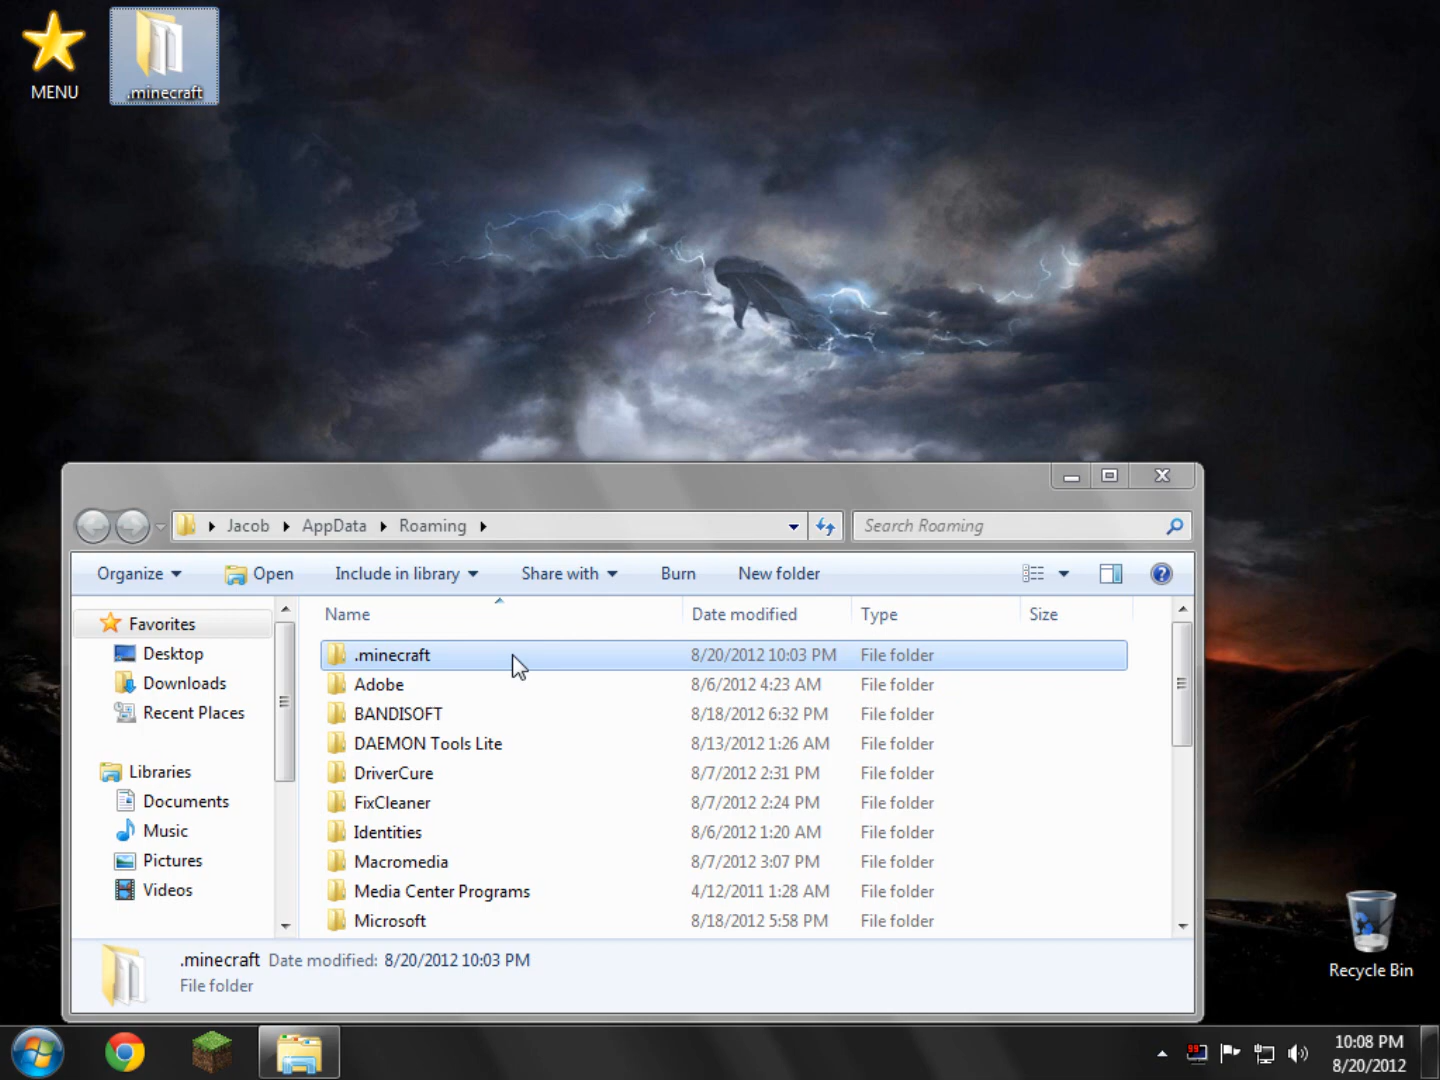 MENU
.minecraft
Jacob AppData Roaming
Search Roaming
Organize Open Include in library Share with Burn New folder
Name Date modified Type Size
Favorites
Desktop
Downloads
Recent Places
Libraries
Documents
Music
Pictures
Videos
.minecraft 8/20/2012 10:03 PM File folder
Adobe 8/6/2012 4:23 AM File folder
BANDISOFT 8/18/2012 6:32 PM File folder
DAEMON Tools Lite 8/13/2012 1:26 AM File folder
DriverCure 8/7/2012 2:31 PM File folder
FixCleaner 8/7/2012 2:24 PM File folder
Identities 8/6/2012 1:20 AM File folder
Macromedia 8/7/2012 3:07 PM File folder
Media Center Programs 4/12/2011 1:28 AM File folder
Microsoft 8/18/2012 5:58 PM File folder
.minecraft Date modified: 8/20/2012 10:03 PM
File folder
Recycle Bin
99
10:08 PM
8/20/2012